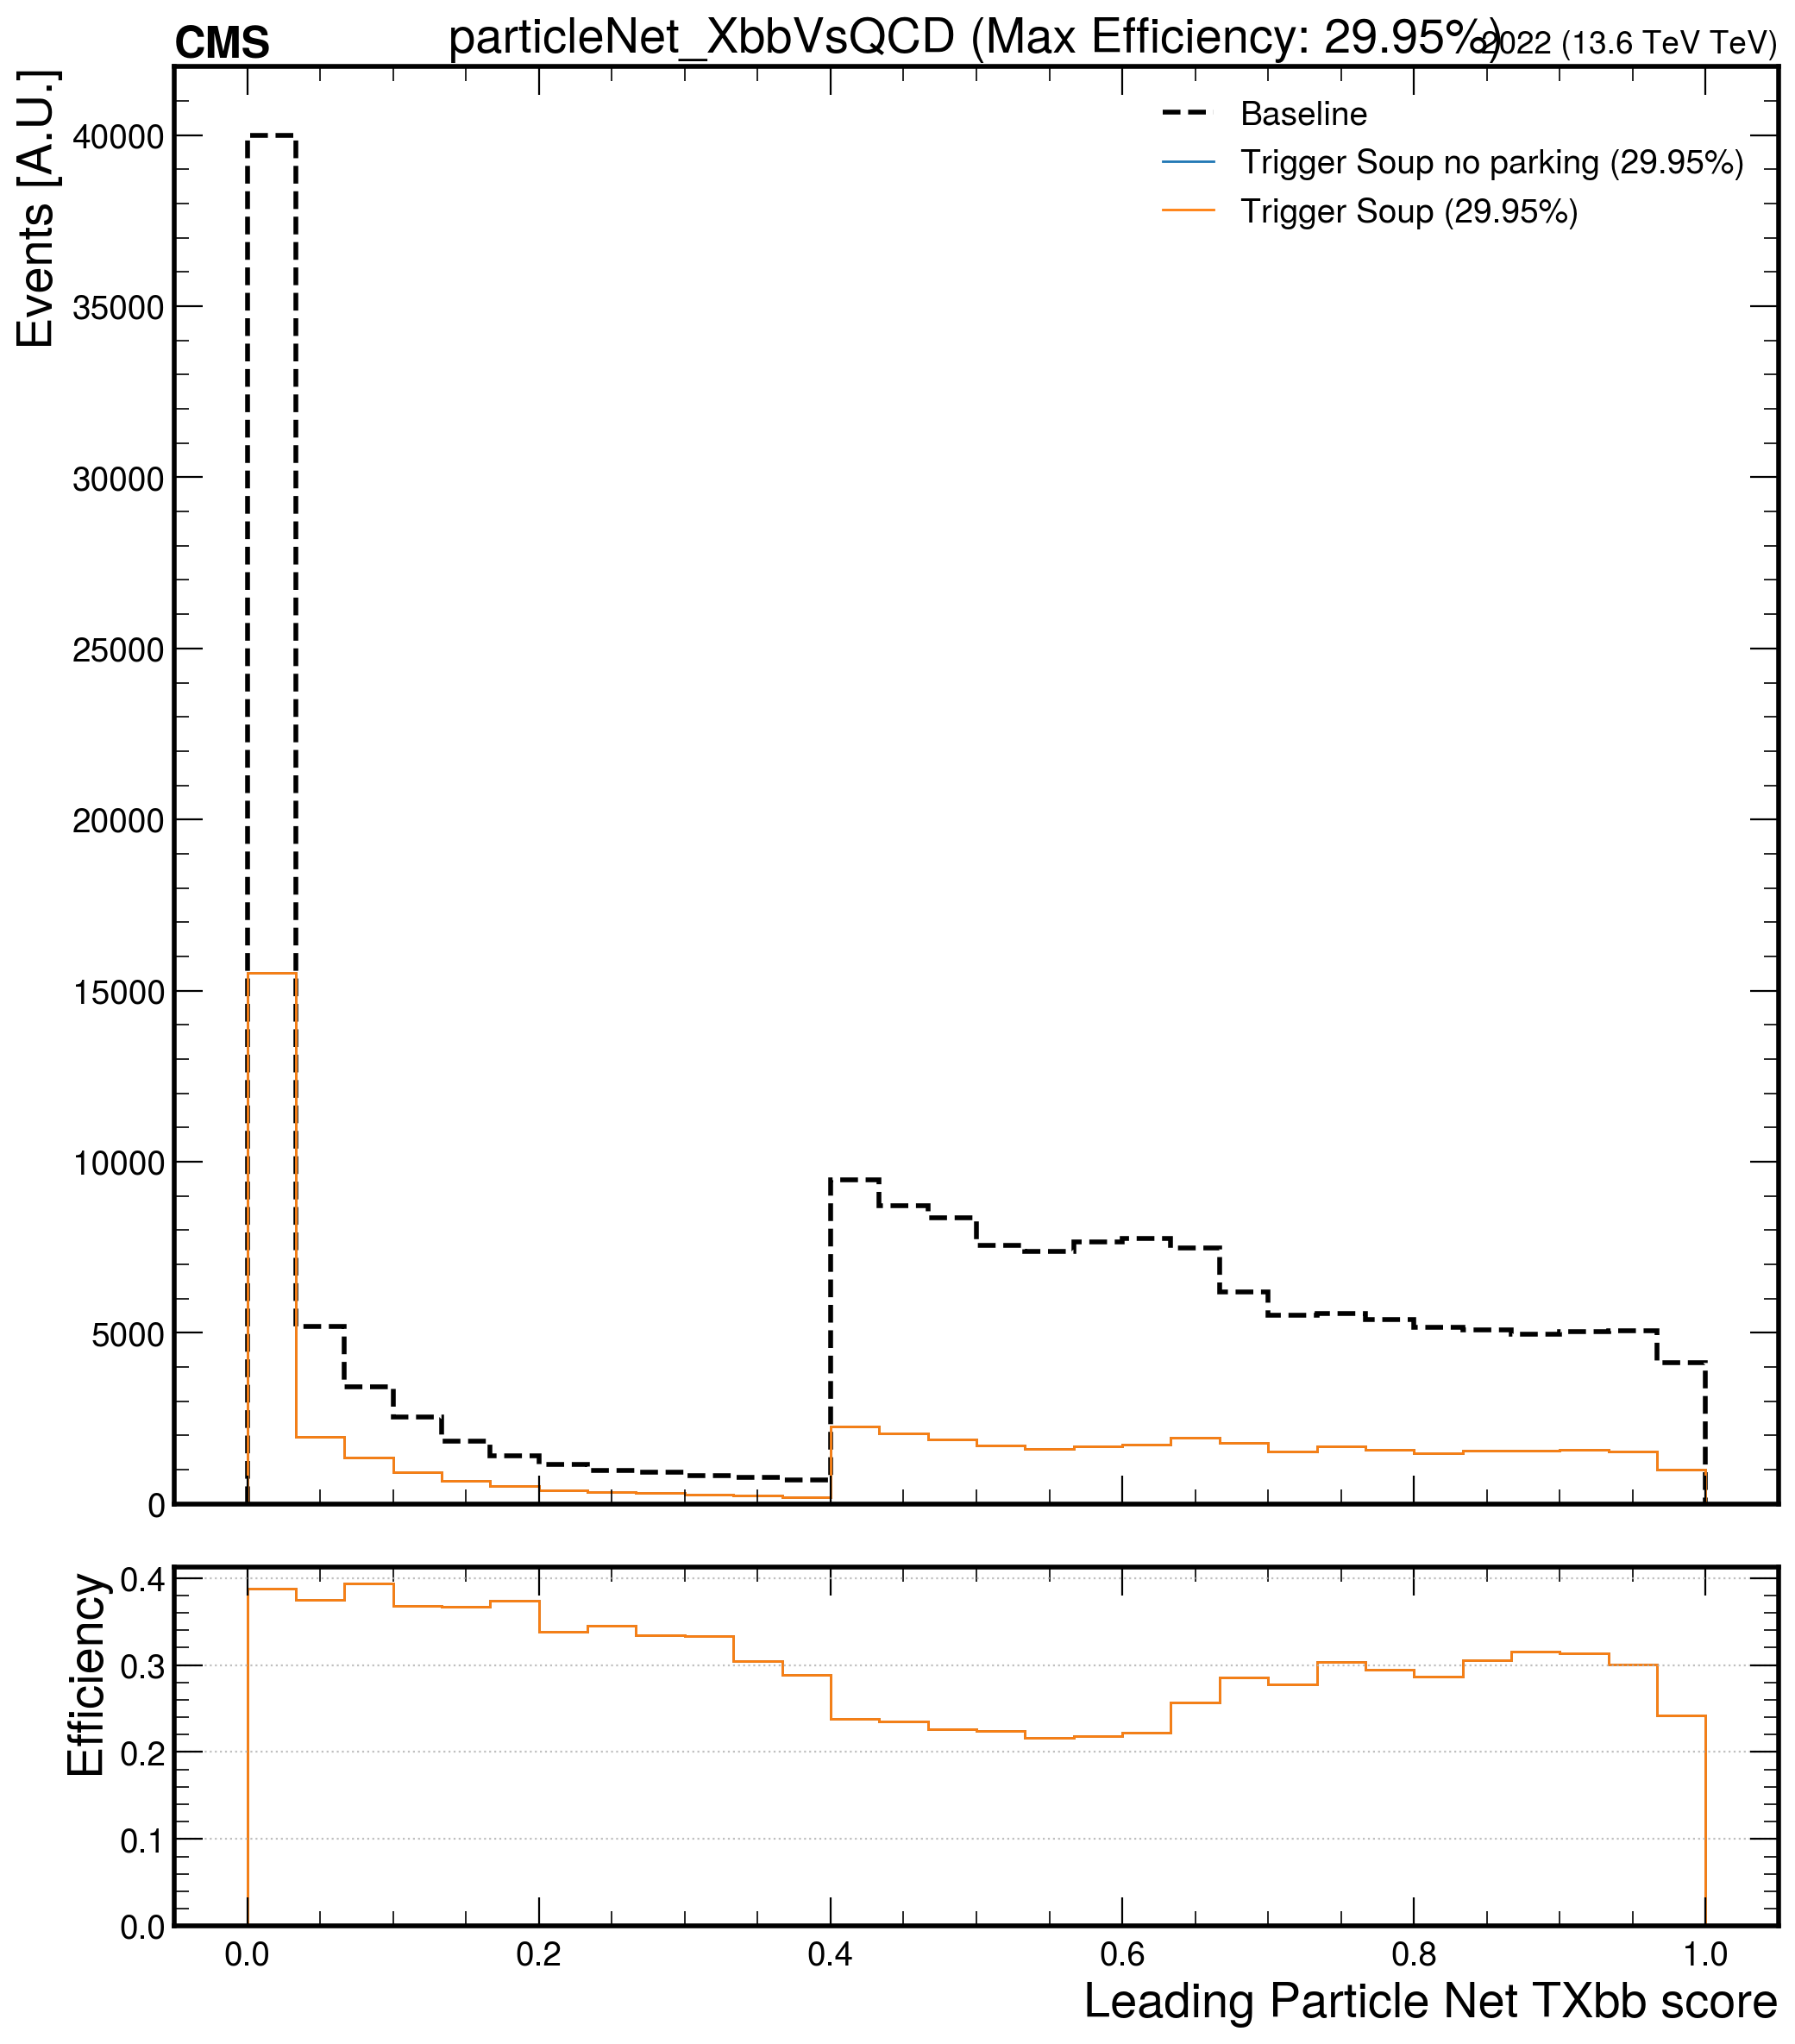 CMS
particleNet_XbbVsQCD (Max Efficiency: 29.95%)
2022 (13.6 TeV TeV)
Events [A.U.]
40000
35000
30000
25000
20000
15000
10000
5000
0
Baseline
Trigger Soup no parking (29.95%)
Trigger Soup (29.95%)
Efficiency
0.4
0.3
0.2
0.1
0.0
0.0 0.2 0.4 0.6 0.8 1.0
Leading Particle Net TXbb score